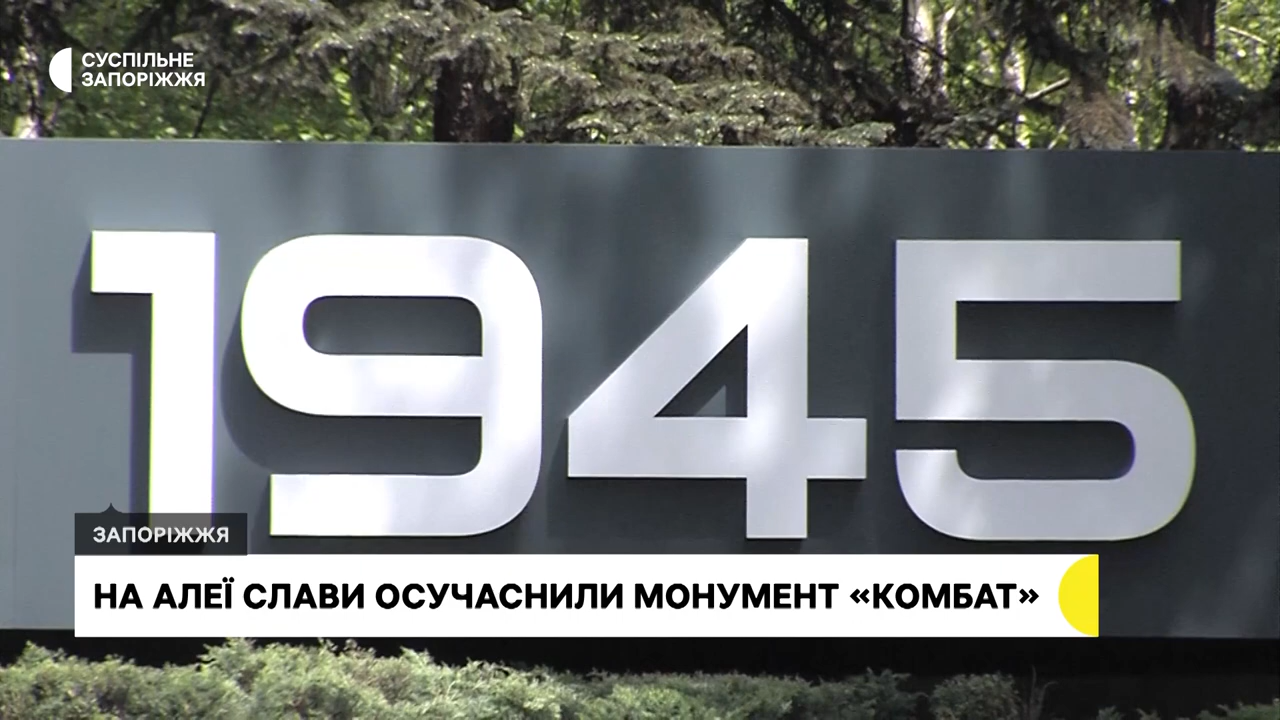 СУСПІЛЬНЕ
ЗАПОРІЖЖЯ
1945
ЗАПОРІЖЖЯ
НА АЛЕЇ СЛАВИ ОСУЧАСНИЛИ МОНУМЕНТ «КОМБАТ»